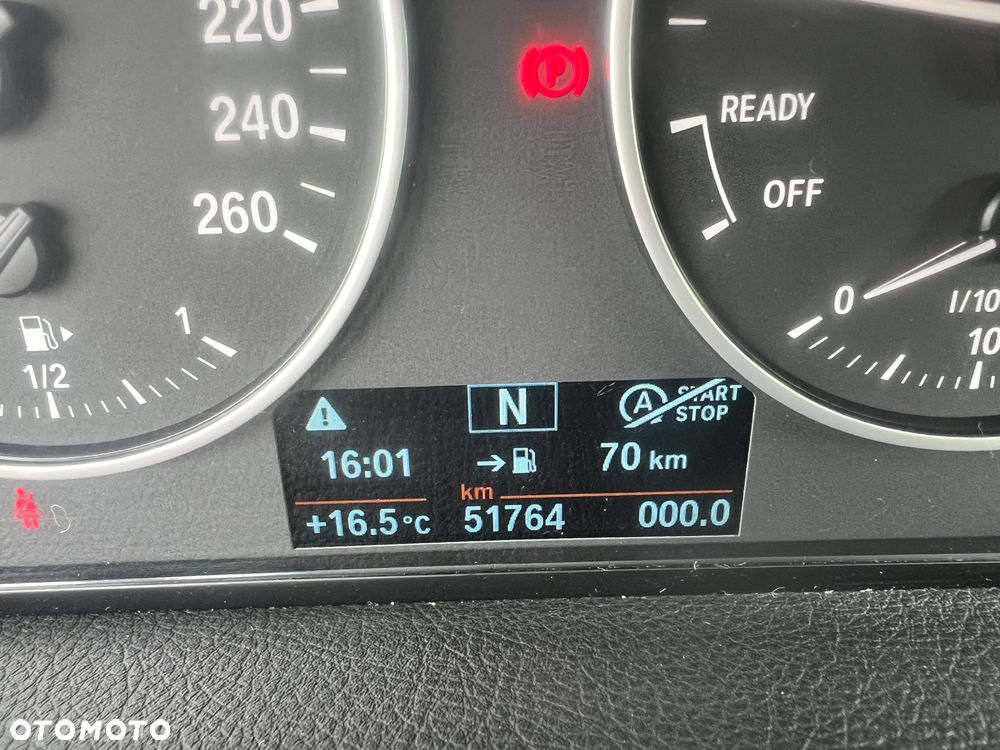 220
240
260
1
1/2
P
READY
OFF
0
I/10
10
N
A START STOP
16:01
70 km
km
+16.5°C
51764
000.0
OTOMOTO